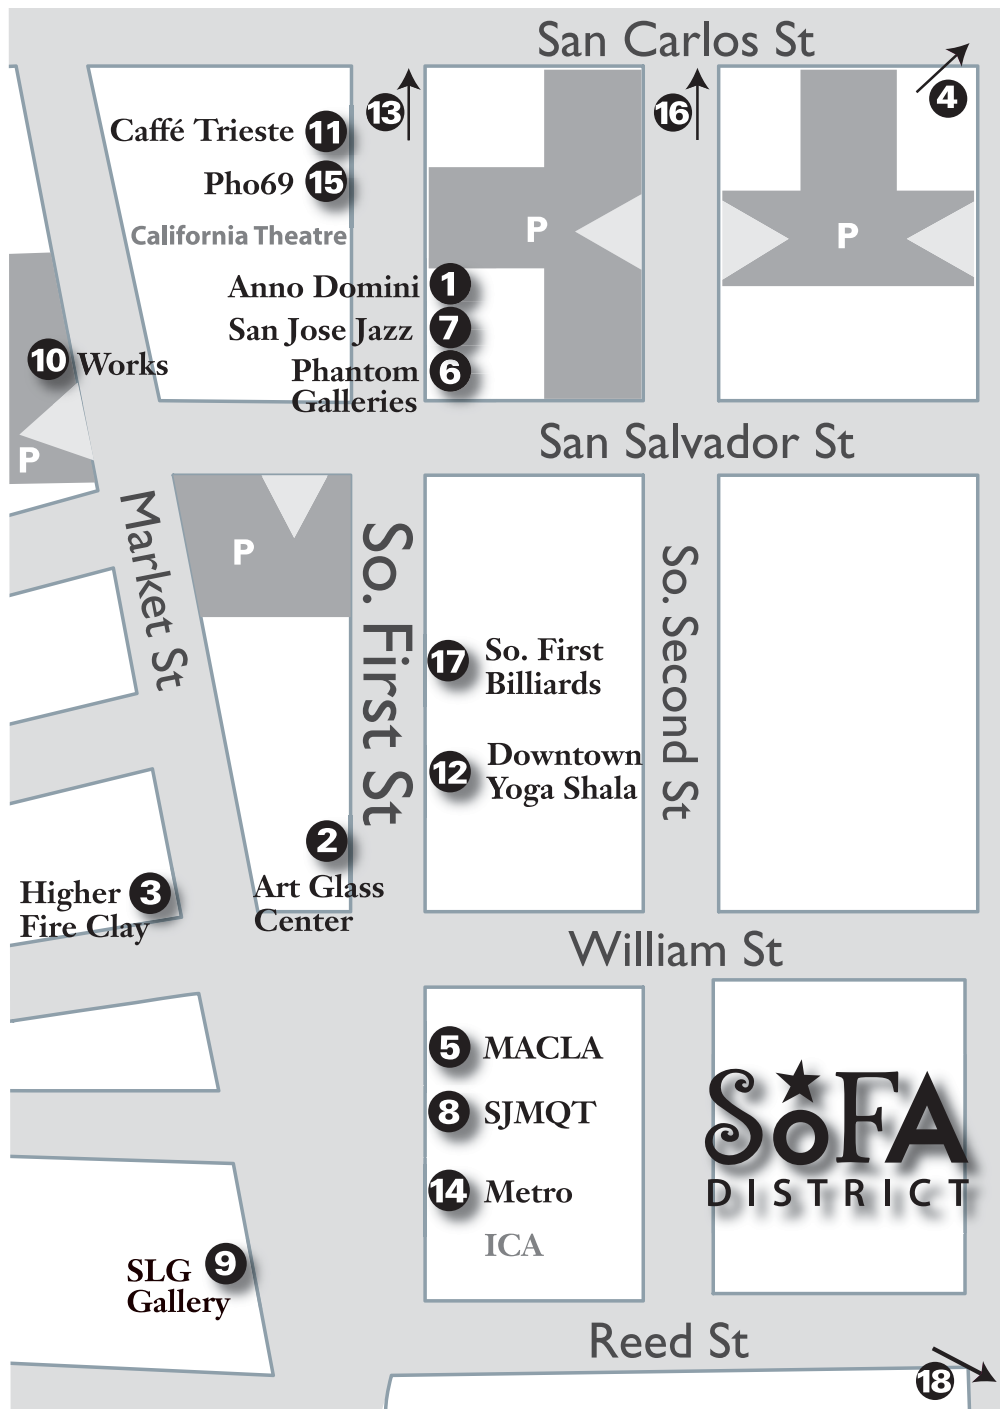 San Carlos St
4
13
16
Caffé Trieste 11
Pho69 15
California Theatre
P
P
Anno Domini 1
San Jose Jazz 7
Phantom 6
Galleries
10 Works
P
San Salvador St
Market St
P
So. First St
So. Second St
17 So. First
Billiards
12 Downtown
Yoga Shala
2
Art Glass
Center
Higher 3
Fire Clay
William St
5 MACLA
8 SJMQT
14 Metro
ICA
SoFA
DISTRICT
SLG 9
Gallery
Reed St
18